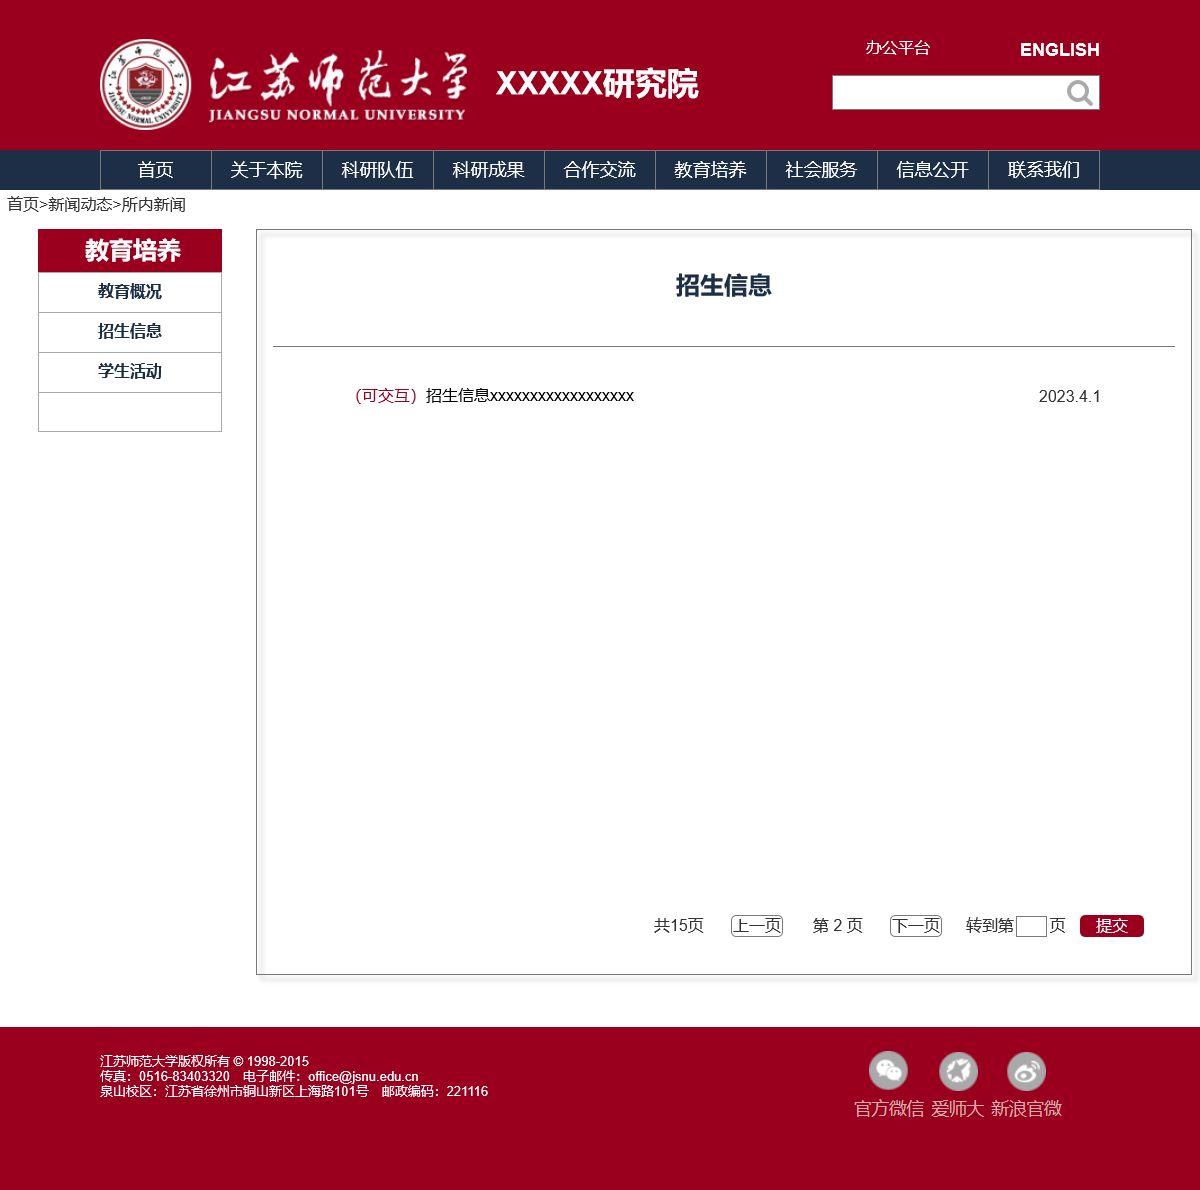 江苏师范大学
JIANGSU NORMAL UNIVERSITY
XXXXX研究院
办公平台 ENGLISH
首页 关于本院 科研队伍 科研成果 合作交流 教育培养 社会服务 信息公开 联系我们
首页>新闻动态>所内新闻
教育培养
教育概况
招生信息
学生活动
招生信息
（可交互）招生信息xxxxxxxxxxxxxxxxxx 2023.4.1
共15页 上一页 第 2 页 下一页 转到第 页 提交
江苏师范大学版权所有 © 1998-2015
传真：0516-83403320 电子邮件：office@jsnu.edu.cn
泉山校区：江苏省徐州市铜山新区上海路101号 邮政编码：221116
官方微信 爱师大 新浪官微